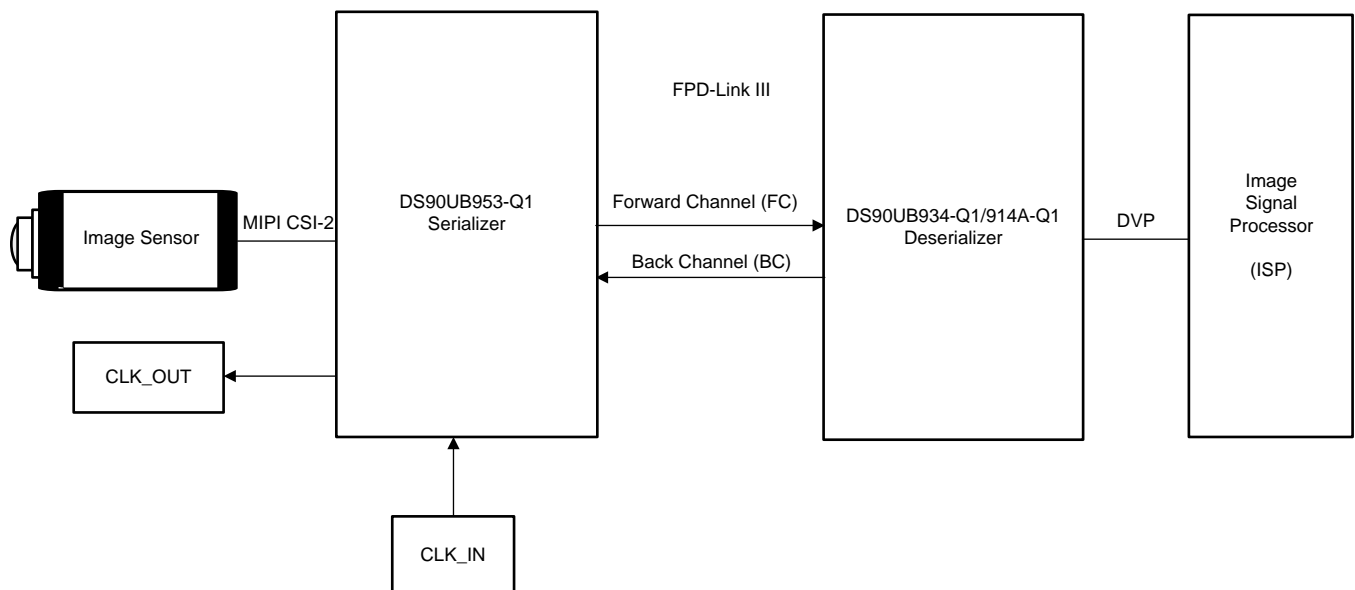 FPD-Link III
Image Sensor
MIPI CSI-2
DS90UB953-Q1
Serializer
Forward Channel (FC)
Back Channel (BC)
DS90UB934-Q1/914A-Q1
Deserializer
DVP
Image
Signal
Processor
(ISP)
CLK_OUT
CLK_IN